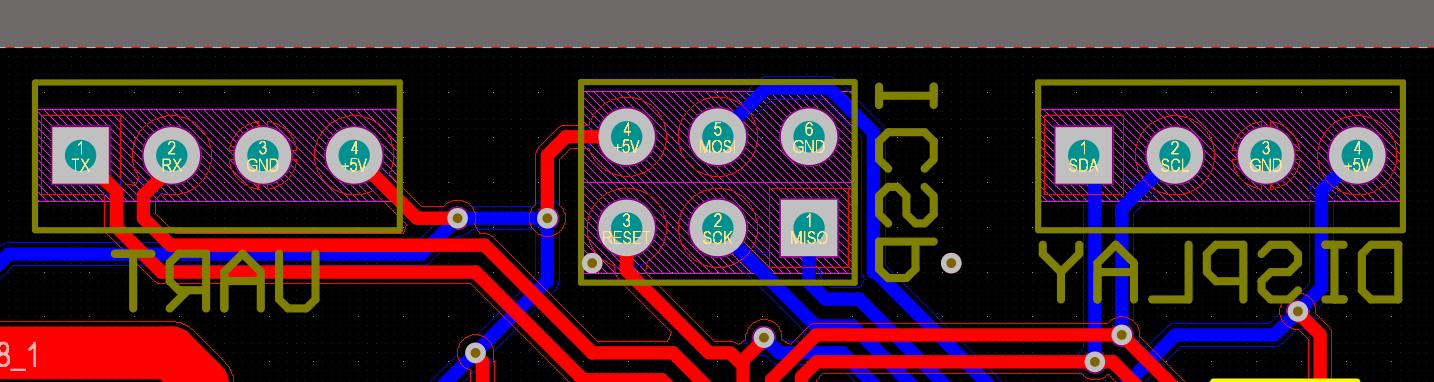 1
TX
2
RX
3
GND
4
+5V
UART
4
+5V
5
MOSI
6
GND
3
RESET
2
SCK
1
MISO
ICSP
1
SDA
2
SCL
3
GND
4
+5V
DISPLAY
8_1